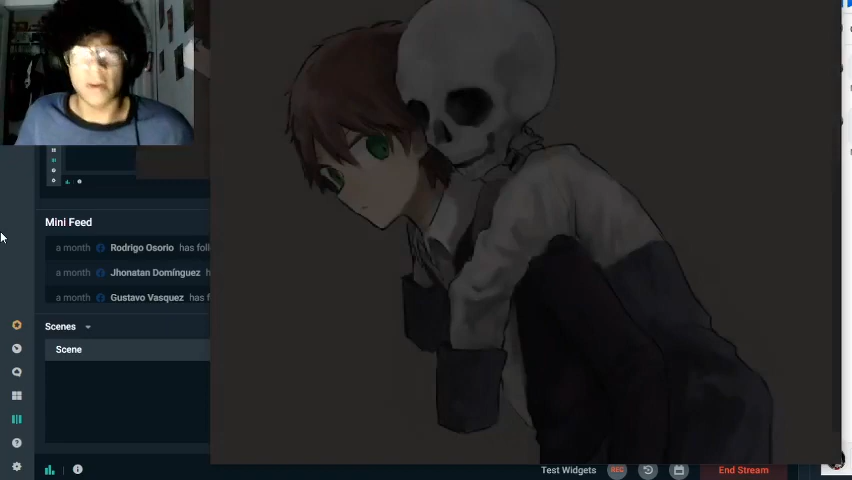 Mini Feed
a month Rodrigo Osorio has foll
a month Jhonatan Domínguez h
a month Gustavo Vasquez has f
Scenes
Scene
Test Widgets REC End Stream